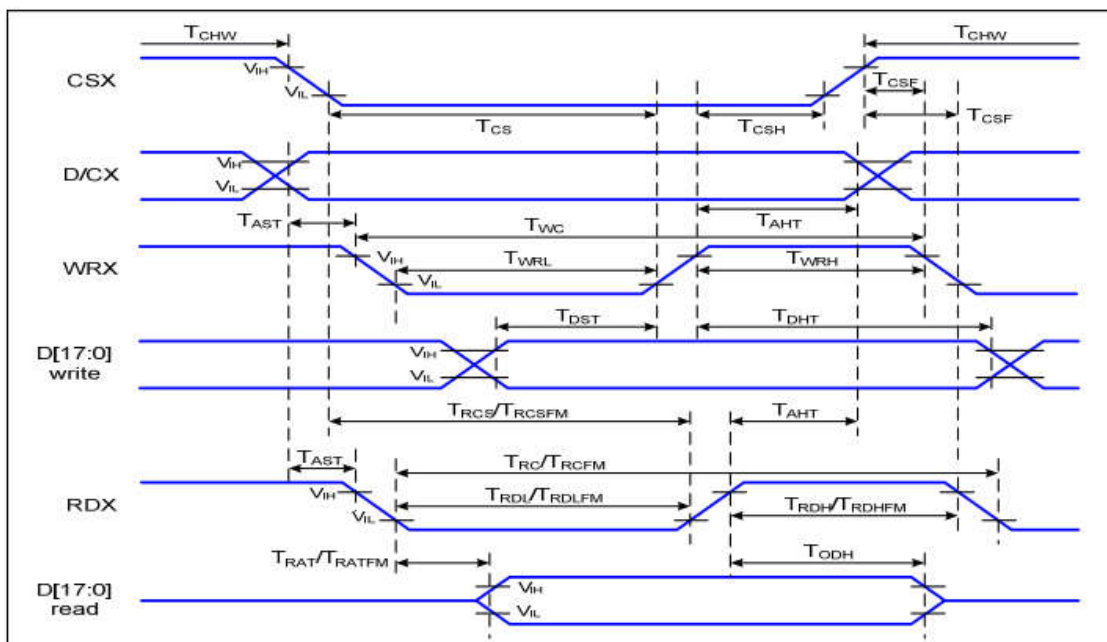 TCHW TCHW
VIH
CSX TCSF
VIL
TCS TCSH TCSF
VIH
D/CX
VIL
TAST TWC TAHT
WRX VIH TWRL TWRH
VIL
TDST TDHT
D[17:0] VIH
write VIL
TRCS/TRCSFM TAHT
TAST TRC/TRCFM
RDX VIH TRDL/TRDLFM TRDH/TRDHFM
VIL
TRAT/TRATFM TODH
D[17:0] VIH
read VIL